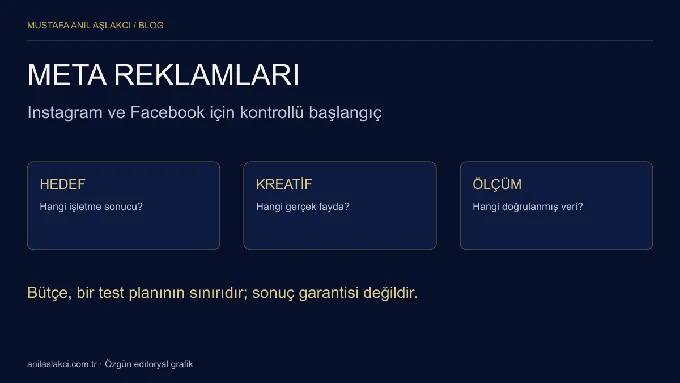 MUSTAFA ANIL AŞLAKCI / BLOG
META REKLAMLARI
Instagram ve Facebook için kontrollü başlangıç
HEDEF
Hangi işletme sonucu?
KREATİF
Hangi gerçek fayda?
ÖLÇÜM
Hangi doğrulanmış veri?
Bütçe, bir test planının sınırıdır; sonuç garantisi değildir.
anilaslakci.com.tr · Özgün editoryal grafik